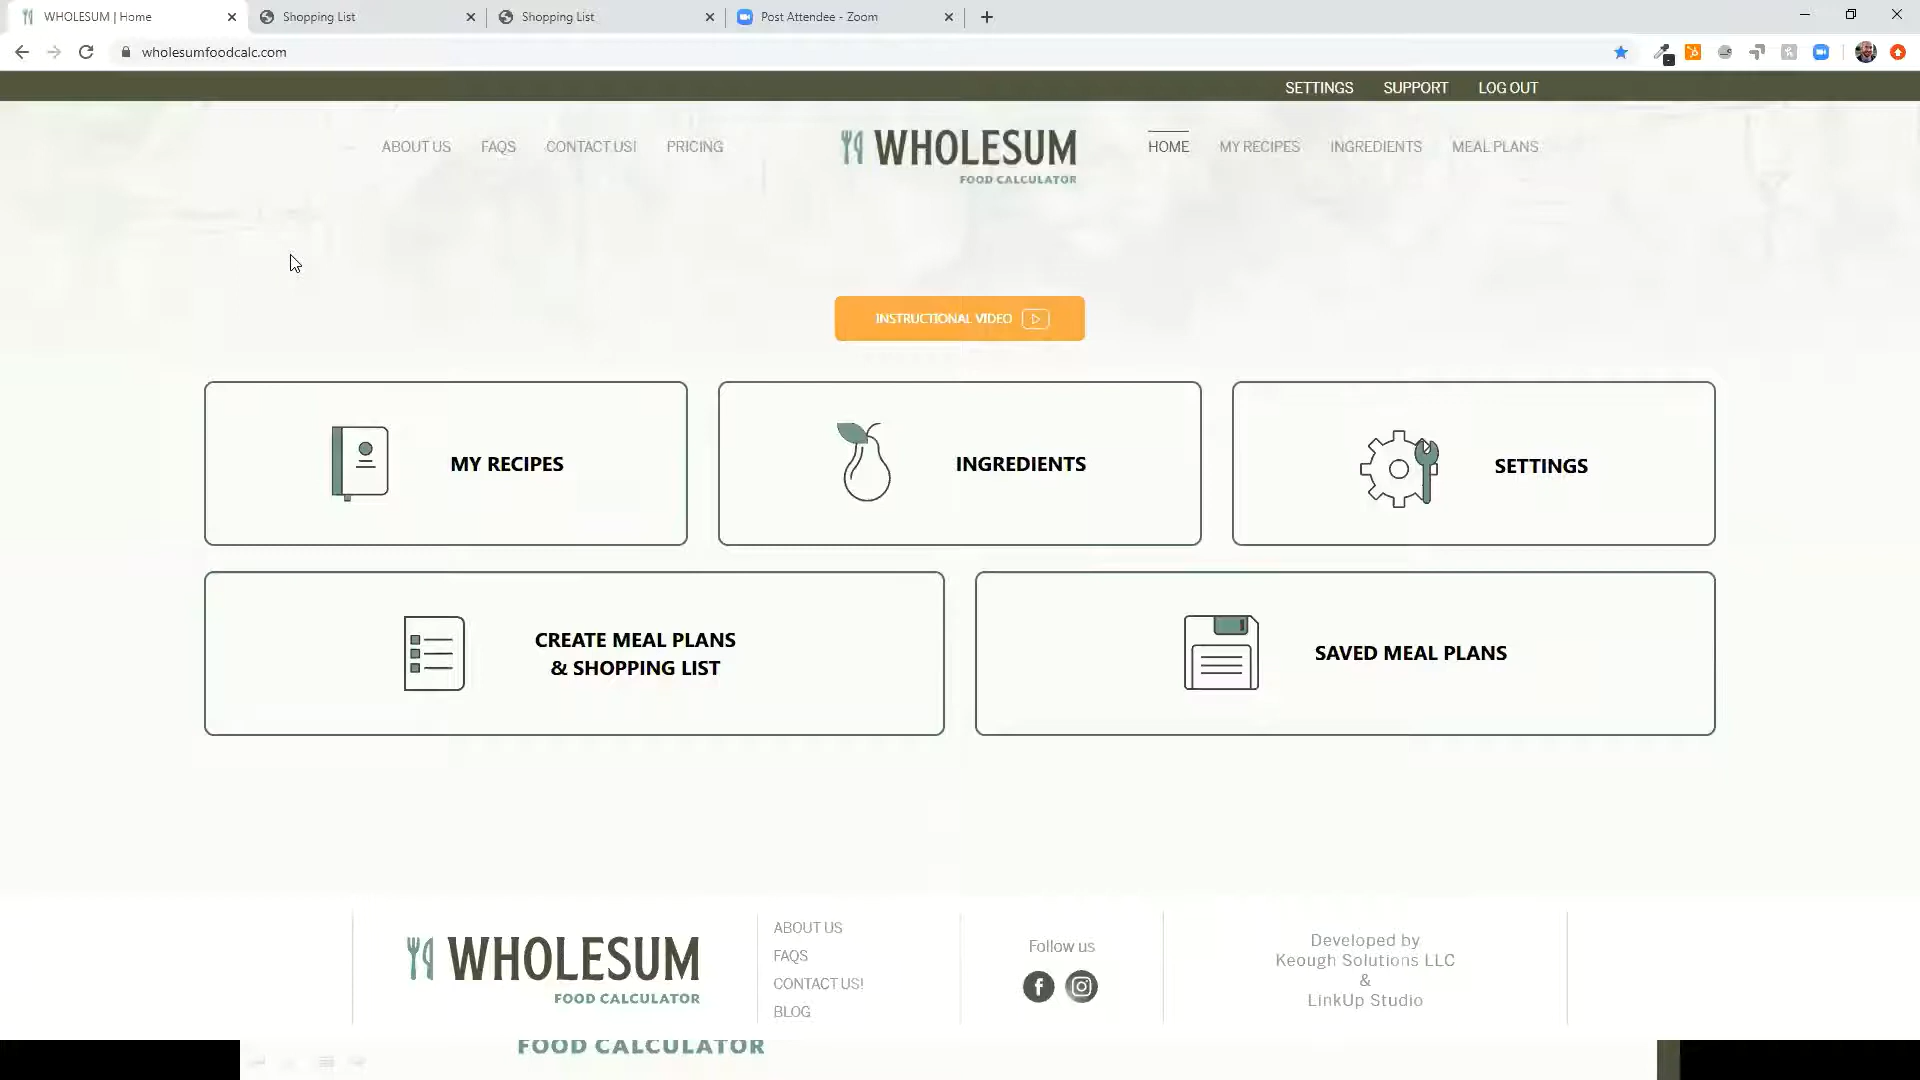 WHOLESUM | Home
Shopping List
Shopping List
Post Attendee - Zoom
wholesumfoodcalc.com
SETTINGS
SUPPORT
LOG OUT
ABOUT US
FAQS
CONTACT US!
PRICING
WHOLESUM
FOOD CALCULATOR
HOME
MY RECIPES
INGREDIENTS
MEAL PLANS
INSTRUCTIONAL VIDEO
MY RECIPES
INGREDIENTS
SETTINGS
CREATE MEAL PLANS
& SHOPPING LIST
SAVED MEAL PLANS
WHOLESUM
FOOD CALCULATOR
ABOUT US
FAQS
CONTACT US!
BLOG
Follow us
Developed by
Keough Solutions LLC
&
LinkUp Studio
FOOD CALCULATOR